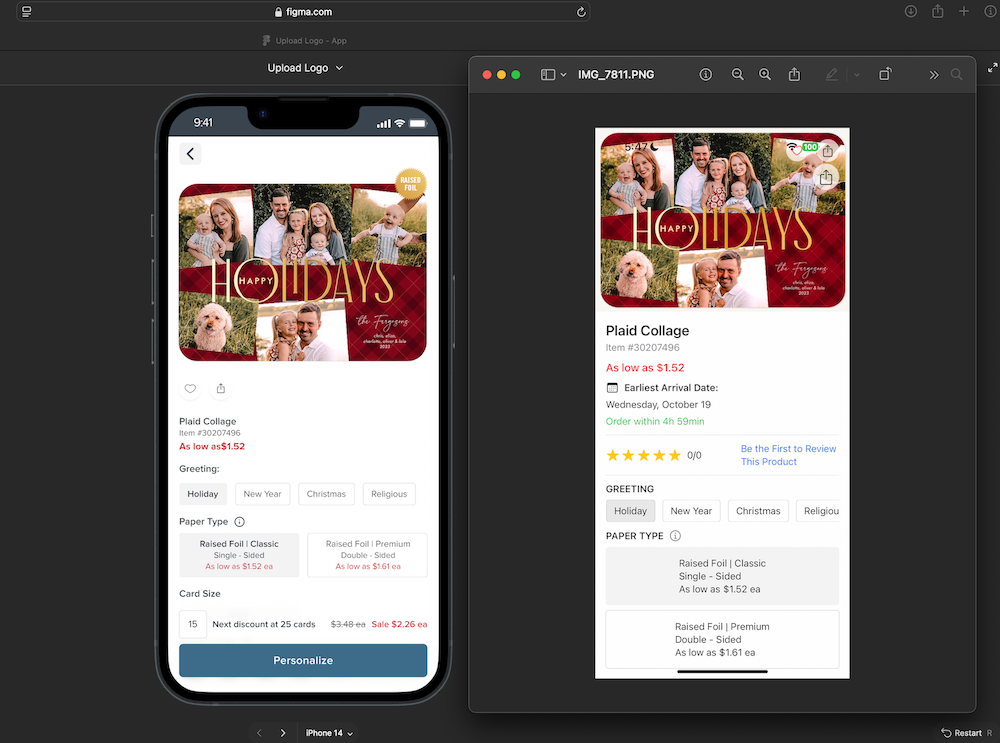 figma.com
Upload Logo - App
Upload Logo
IMG_7811.PNG
9:41
RAISED
FOIL
HAPPY
HOLIDAYS
the Fergusons
chris, eliza,
charlotte, oliver & lola
2023
Plaid Collage
Item #30207496
As low as$1.52
Greeting:
Holiday
New Year
Christmas
Religious
Paper Type
Raised Foil | Classic
Single - Sided
As low as $1.52 ea
Raised Foil | Premium
Double - Sided
As low as $1.61 ea
Card Size
15
Next discount at 25 cards
$3.48 ea
Sale $2.26 ea
Personalize
iPhone 14
5:47
100
HAPPY
HOLIDAYS
the Fergusons
chris, eliza,
charlotte, oliver & lola
2023
Plaid Collage
Item #30207496
As low as $1.52
Earliest Arrival Date:
Wednesday, October 19
Order within 4h 59min
0/0
Be the First to Review
This Product
GREETING
Holiday
New Year
Christmas
Religiou
PAPER TYPE
Raised Foil | Classic
Single - Sided
As low as $1.52 ea
Raised Foil | Premium
Double - Sided
As low as $1.61 ea
Restart R